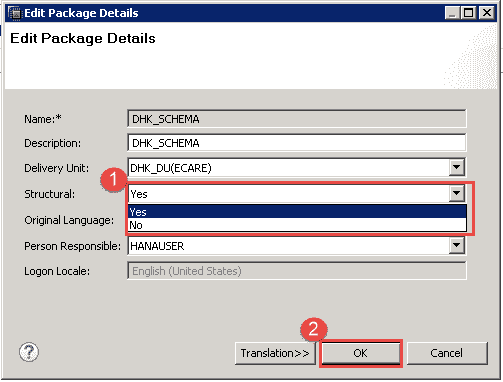 Edit Package Details
Edit Package Details
Name:* DHK_SCHEMA
Description: DHK_SCHEMA
Delivery Unit: DHK_DU(ECARE)
1
Structural: Yes
Yes
Original Language: No
Person Responsible: HANAUSER
Logon Locale: English (United States)
2
? Translation>> OK Cancel